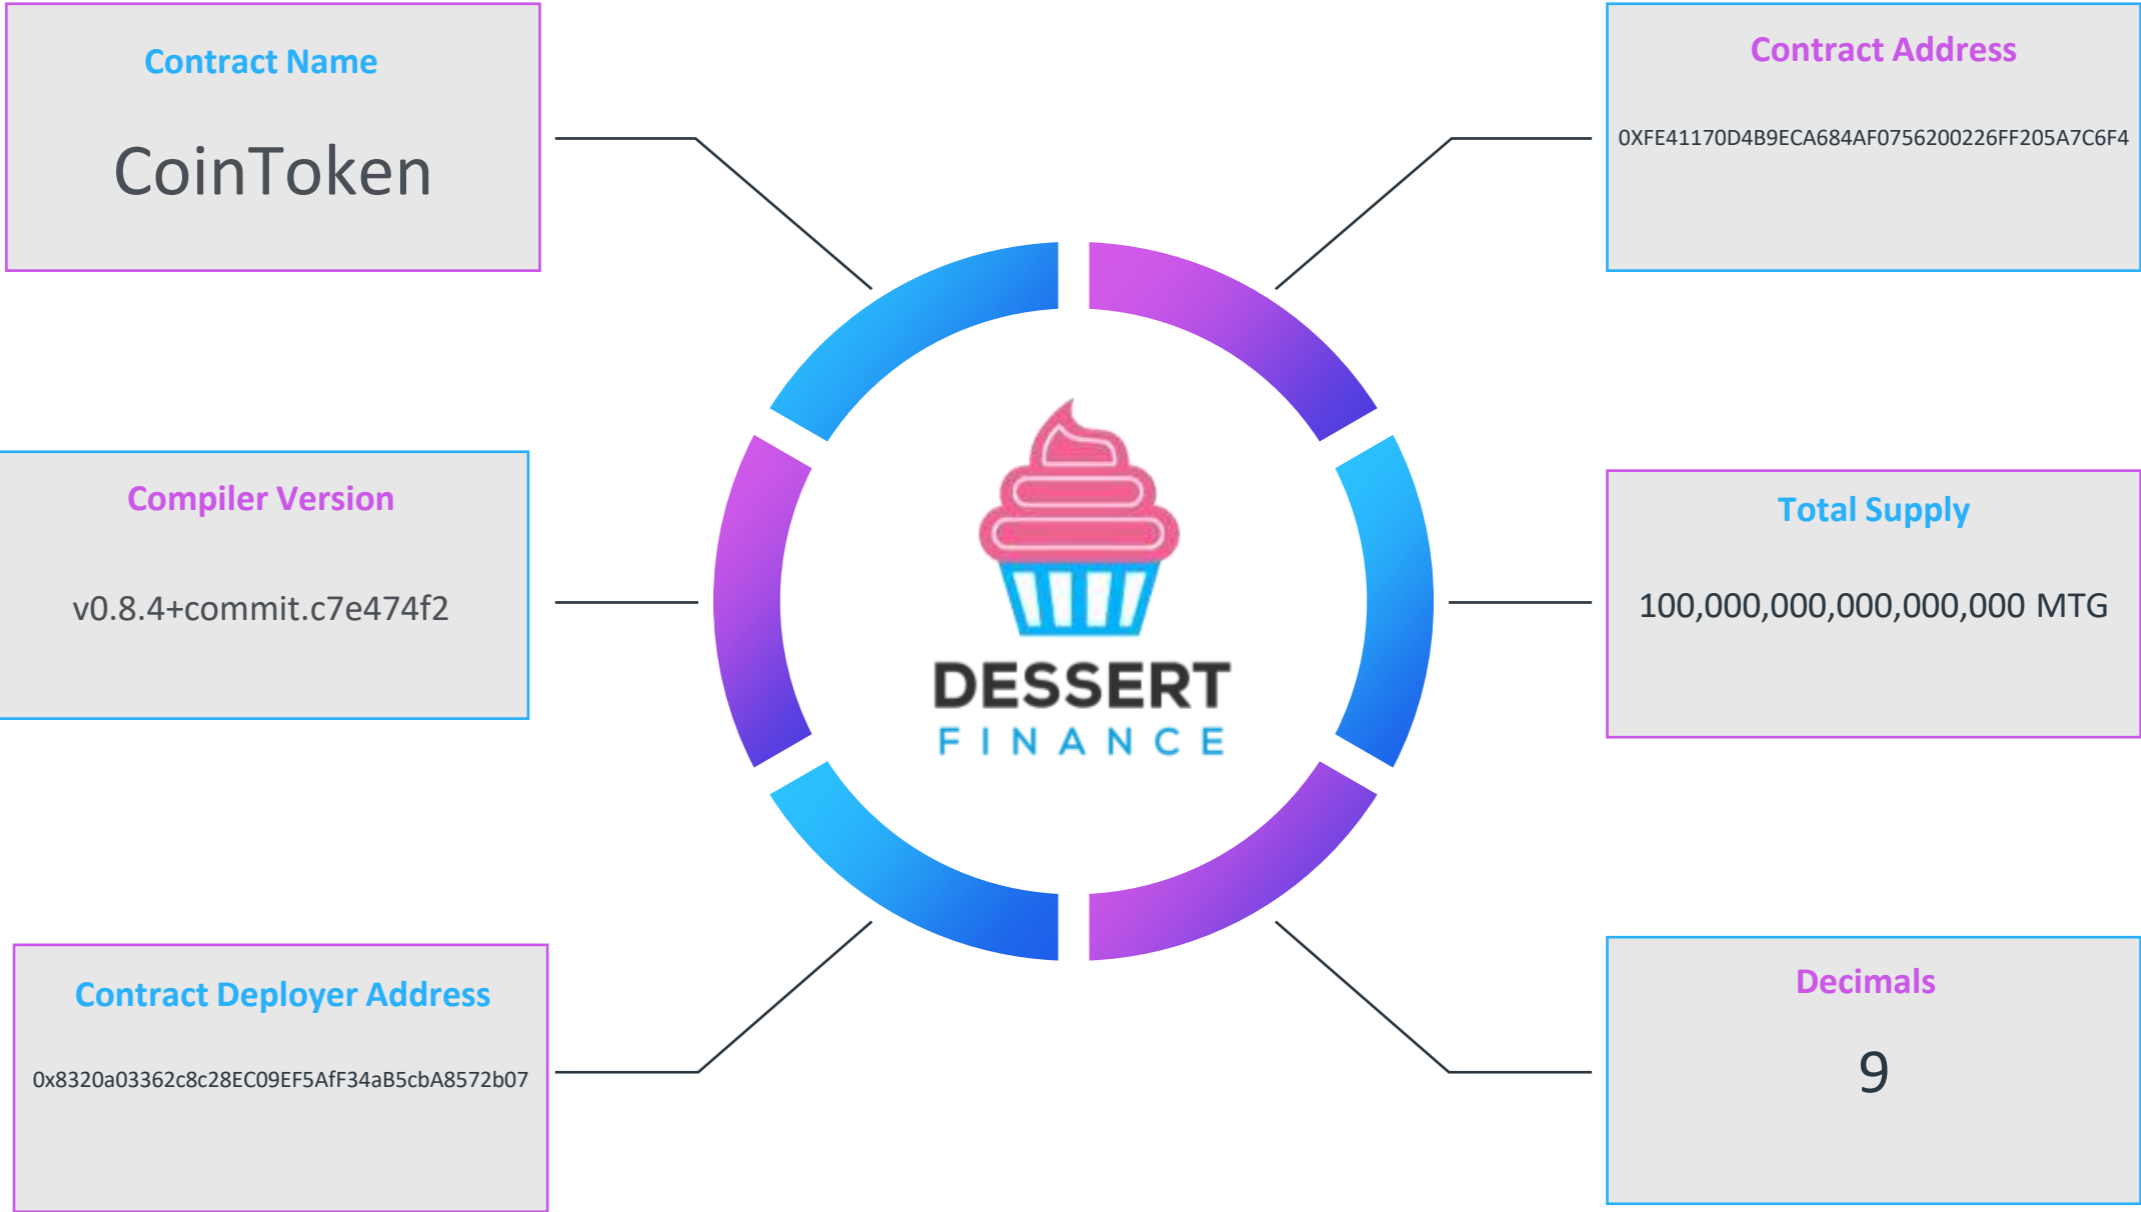 Contract Name
CoinToken
Contract Address
0XFE41170D4B9ECA684AF0756200226FF205A7C6F4
Compiler Version
v0.8.4+commit.c7e474f2
Total Supply
100,000,000,000,000,000 MTG
DESSERT
FINANCE
Contract Deployer Address
0x8320a03362c8c28EC09EF5AfF34aB5cbA8572b07
Decimals
9